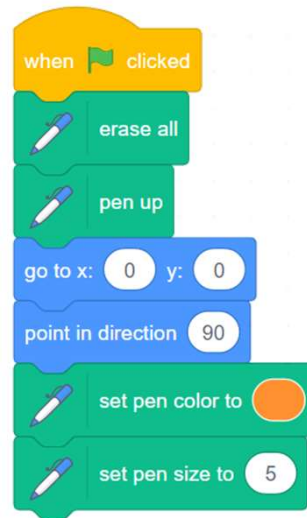 when clicked
erase all
pen up
go to x: 0 y: 0
point in direction 90
set pen color to
set pen size to 5